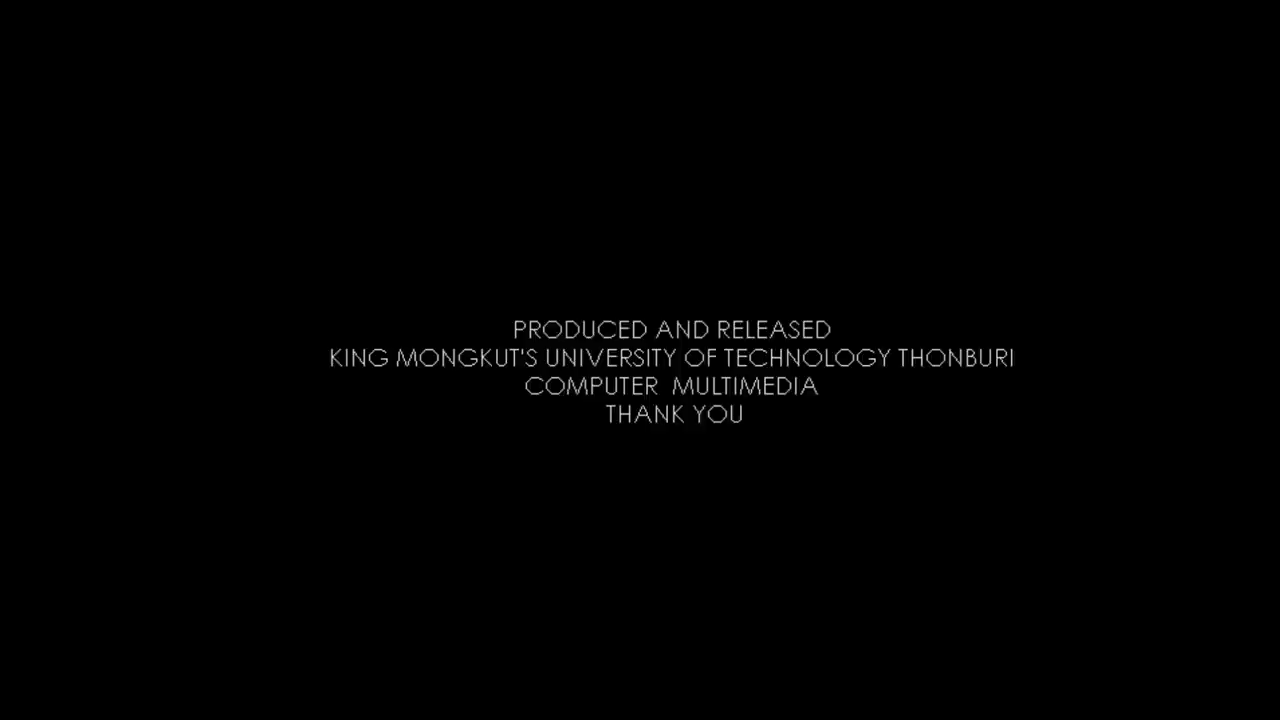 PRODUCED AND RELEASED
KING MONGKUT'S UNIVERSITY OF TECHNOLOGY THONBURI
COMPUTER  MULTIMEDIA
THANK YOU